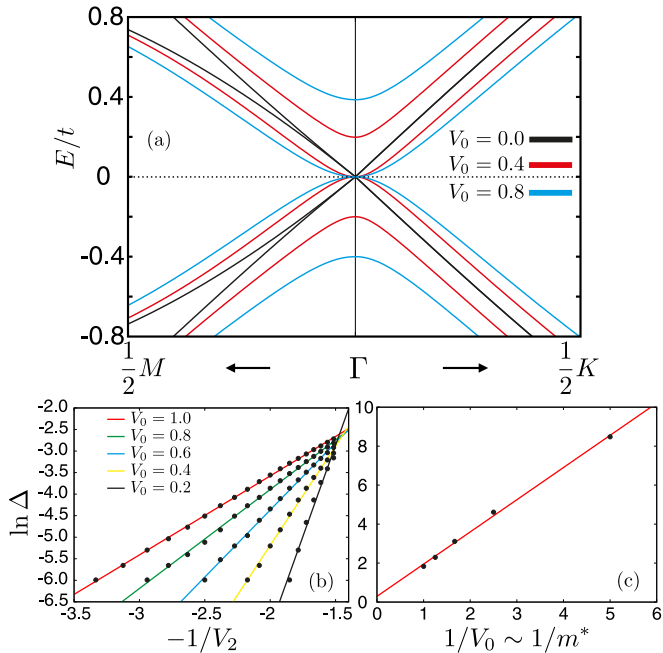 0.8
0.4
0
-0.4
-0.8
E/t
(a)
V₀ = 0.0
V₀ = 0.4
V₀ = 0.8
½M ← Γ → ½K
-2.0
-2.5
-3.0
-3.5
-4.0
-4.5
-5.0
-5.5
-6.0
-6.5
ln Δ
V₀ = 1.0
V₀ = 0.8
V₀ = 0.6
V₀ = 0.4
V₀ = 0.2
(b)
-3.5 -3 -2.5 -2 -1.5
−1/V₂
10
8
6
4
2
0
(c)
0 1 2 3 4 5 6
1/V₀ ∼ 1/m*